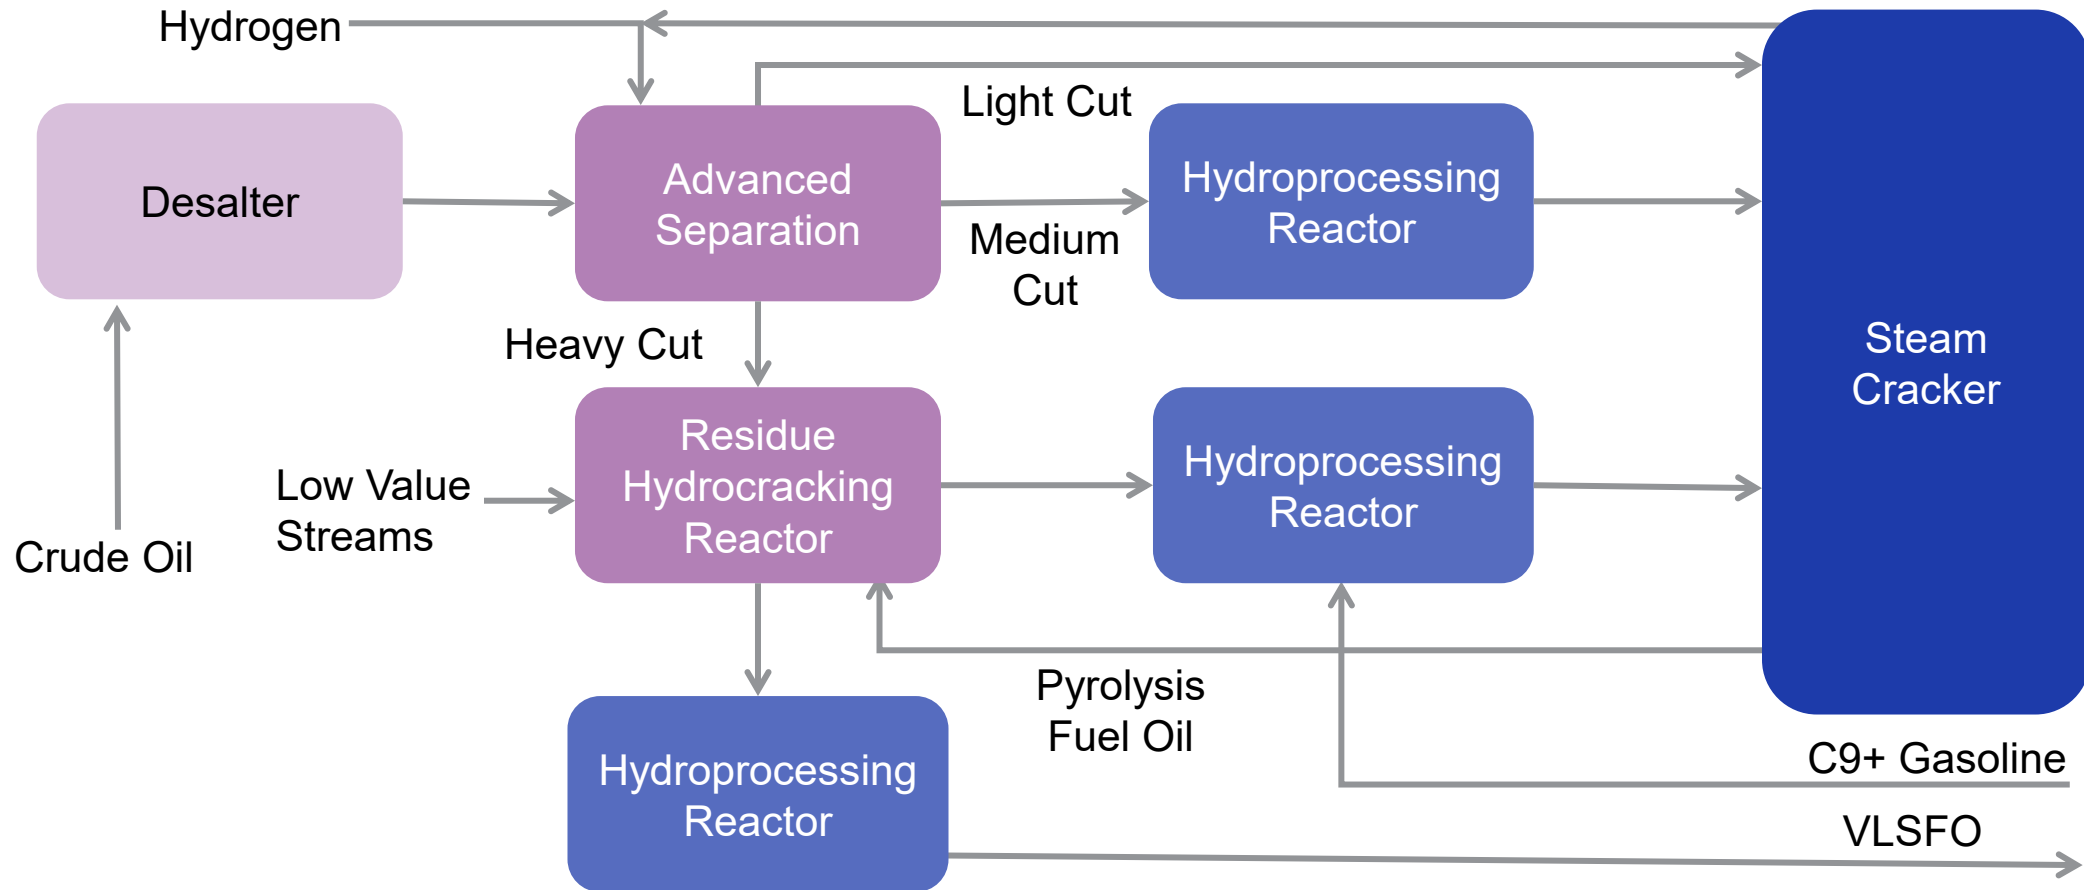 Hydrogen
Light Cut
Desalter
Advanced
Separation
Hydroprocessing
Reactor
Medium
Cut
Heavy Cut
Steam
Cracker
Residue
Hydrocracking
Reactor
Hydroprocessing
Reactor
Low Value
Streams
Crude Oil
Pyrolysis
Fuel Oil
Hydroprocessing
Reactor
C9+ Gasoline
VLSFO